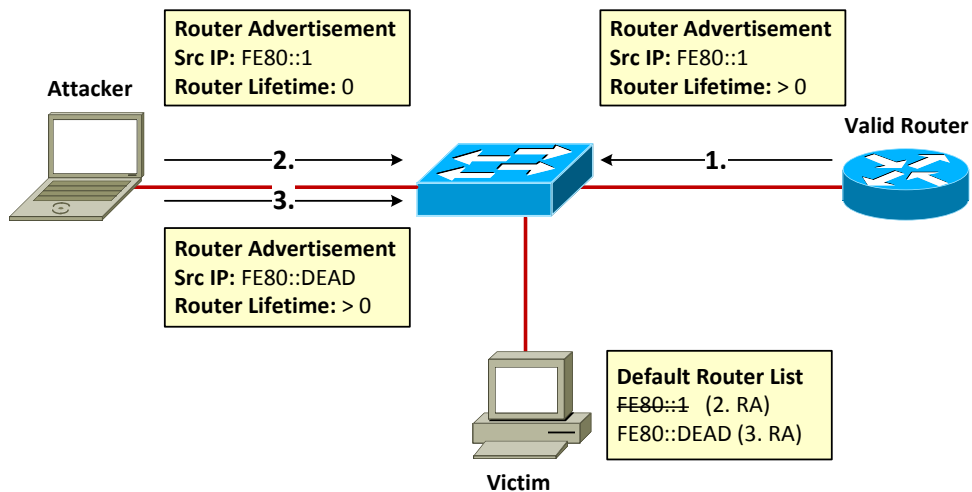 Router Advertisement
Src IP: FE80::1
Router Lifetime: 0
Router Advertisement
Src IP: FE80::1
Router Lifetime: > 0
Attacker
Valid Router
2.
1.
3.
Router Advertisement
Src IP: FE80::DEAD
Router Lifetime: > 0
Default Router List
FE80::1 (2. RA)
FE80::DEAD (3. RA)
Victim